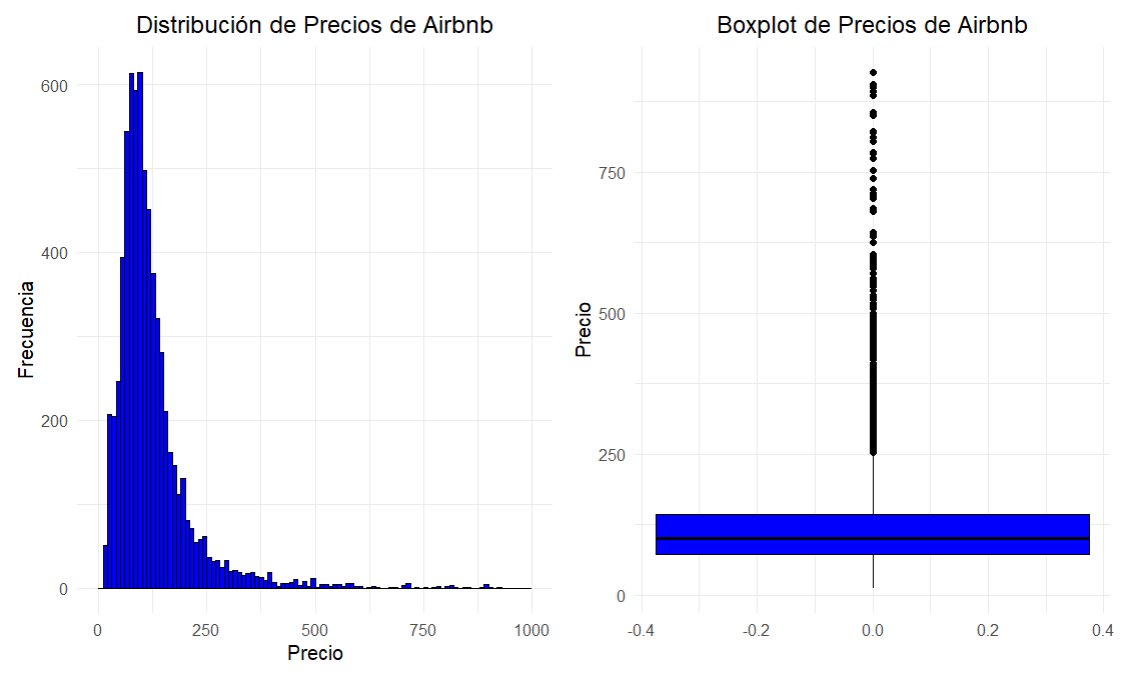 Distribución de Precios de Airbnb
Frecuencia
600
400
200
0
0 250 500 750 1000
Precio
Boxplot de Precios de Airbnb
Precio
750
500
250
0
-0.4 -0.2 0.0 0.2 0.4